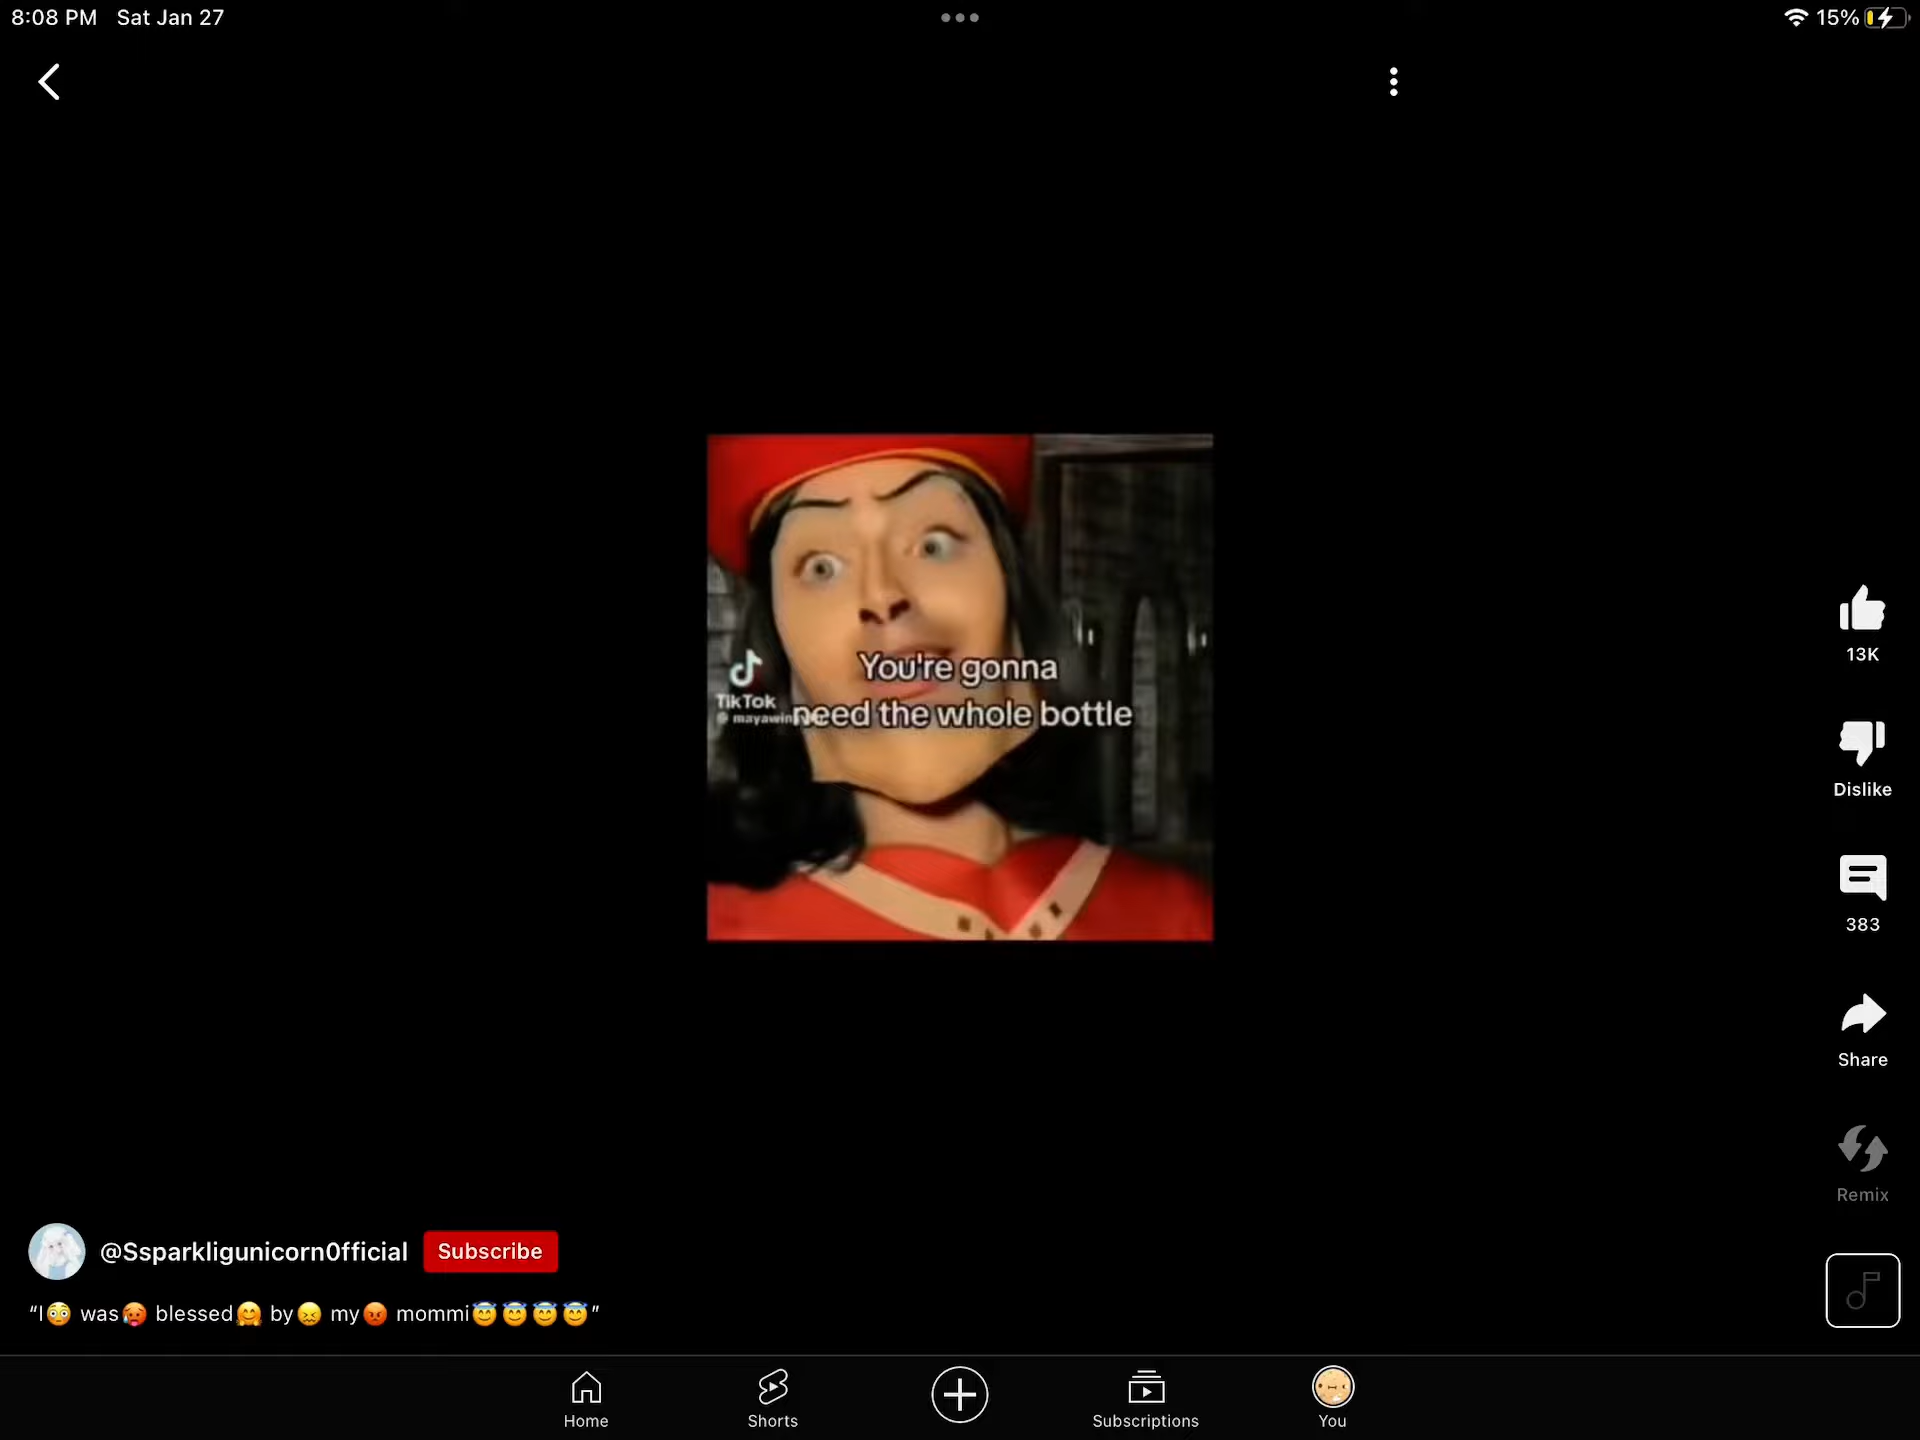 8:08 PM Sat Jan 27
15%
You're gonna
need the whole bottle
TikTok
13K
Dislike
383
Share
Remix
@Ssparkligunicorn0fficial Subscribe
“I😳 was🥵 blessed🤗 by😖 my😡 mommi😇😇😇😇”
Home Shorts Subscriptions You